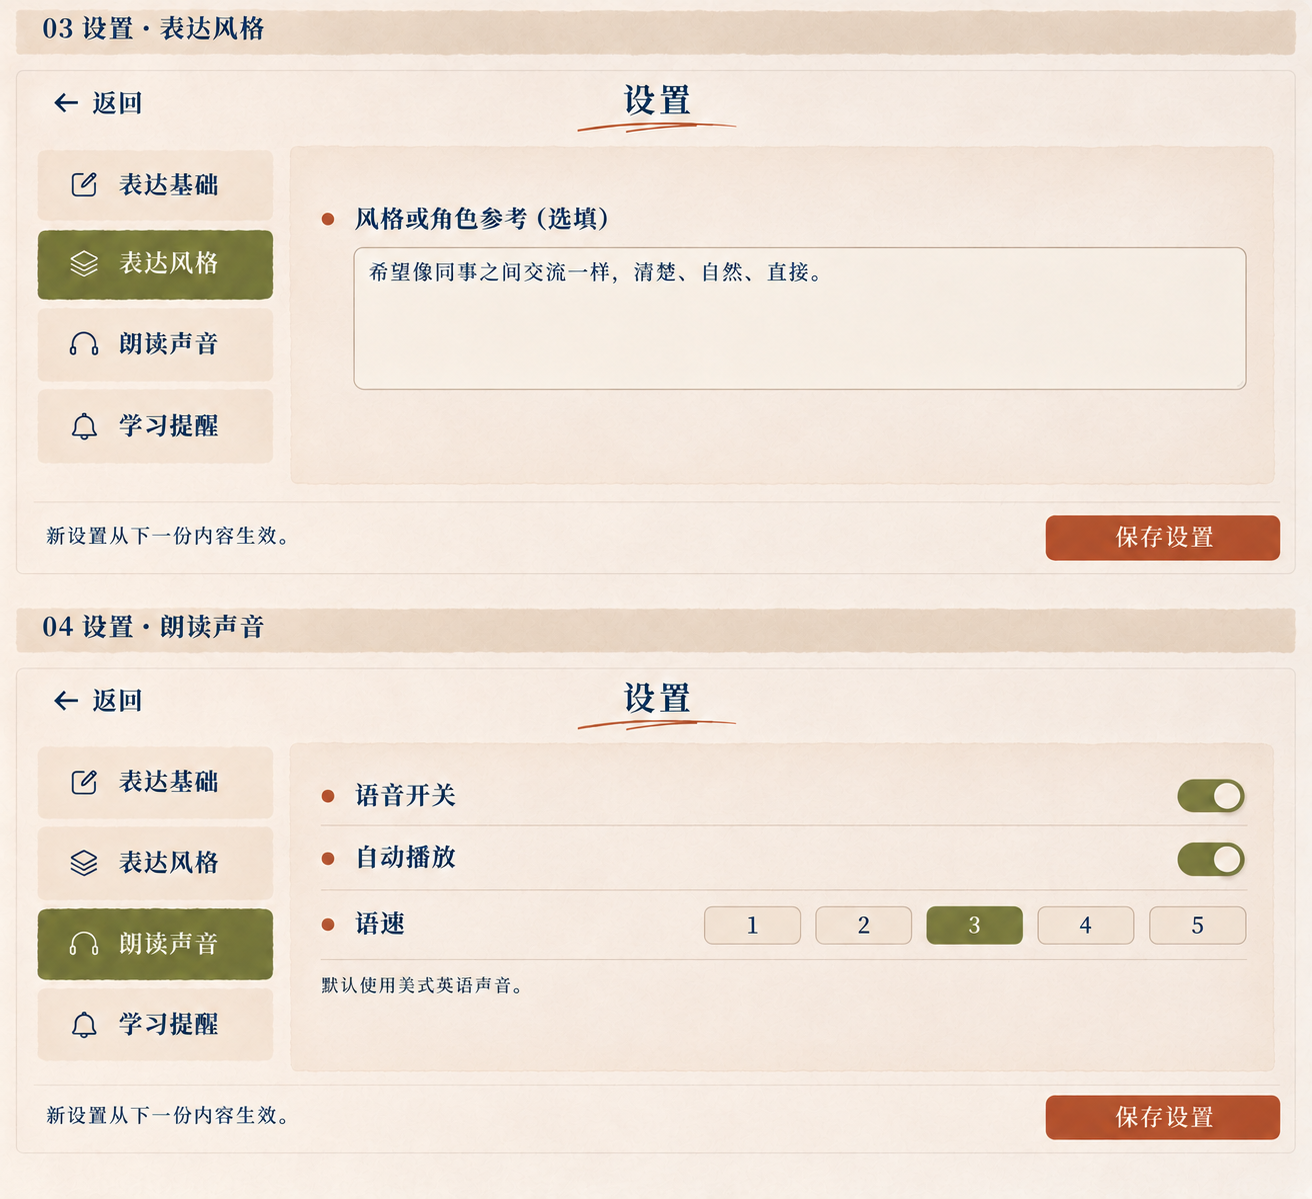 03 设置・表达风格
← 返回
设置
表达基础
表达风格
朗读声音
学习提醒
风格或角色参考（选填）
希望像同事之间交流一样，清楚、自然、直接。
新设置从下一份内容生效。
保存设置
04 设置・朗读声音
← 返回
设置
表达基础
表达风格
朗读声音
学习提醒
语音开关
自动播放
语速 1 2 3 4 5
默认使用美式英语声音。
新设置从下一份内容生效。
保存设置